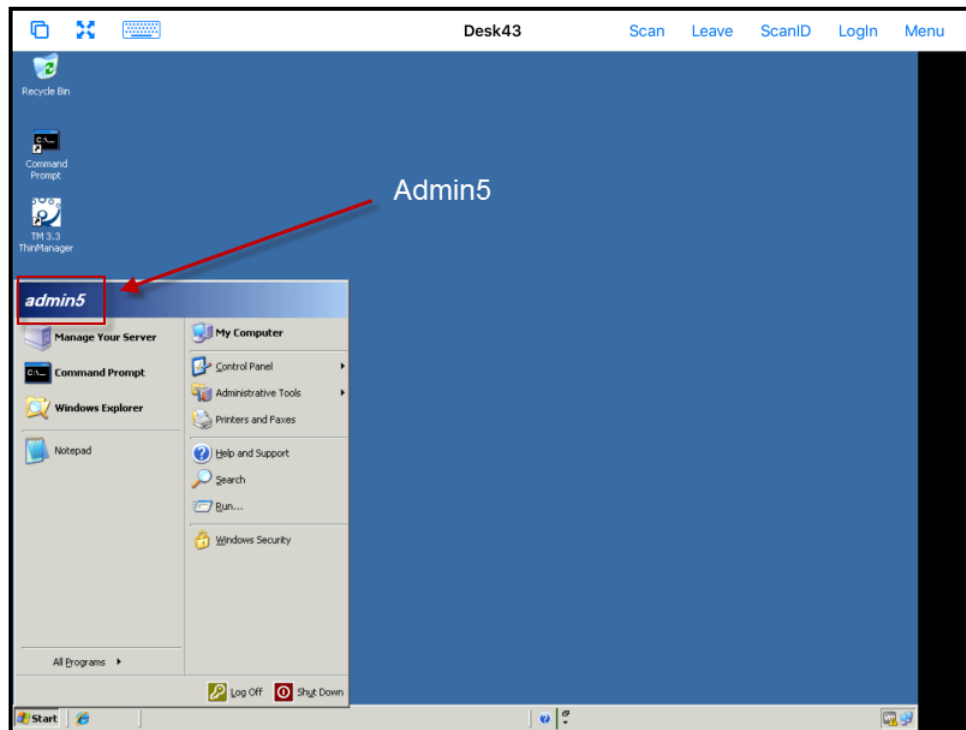 Desk43
Scan
Leave
ScanID
LogIn
Menu
Recycle Bin
C:\_
Command
Prompt
TM 3.3
ThinManager
Admin5
admin5
Manage Your Server
C:\_
Command Prompt
Windows Explorer
Notepad
All Programs
My Computer
Control Panel
Administrative Tools
Printers and Faxes
Help and Support
Search
Run...
Windows Security
Log Off
Shut Down
Start